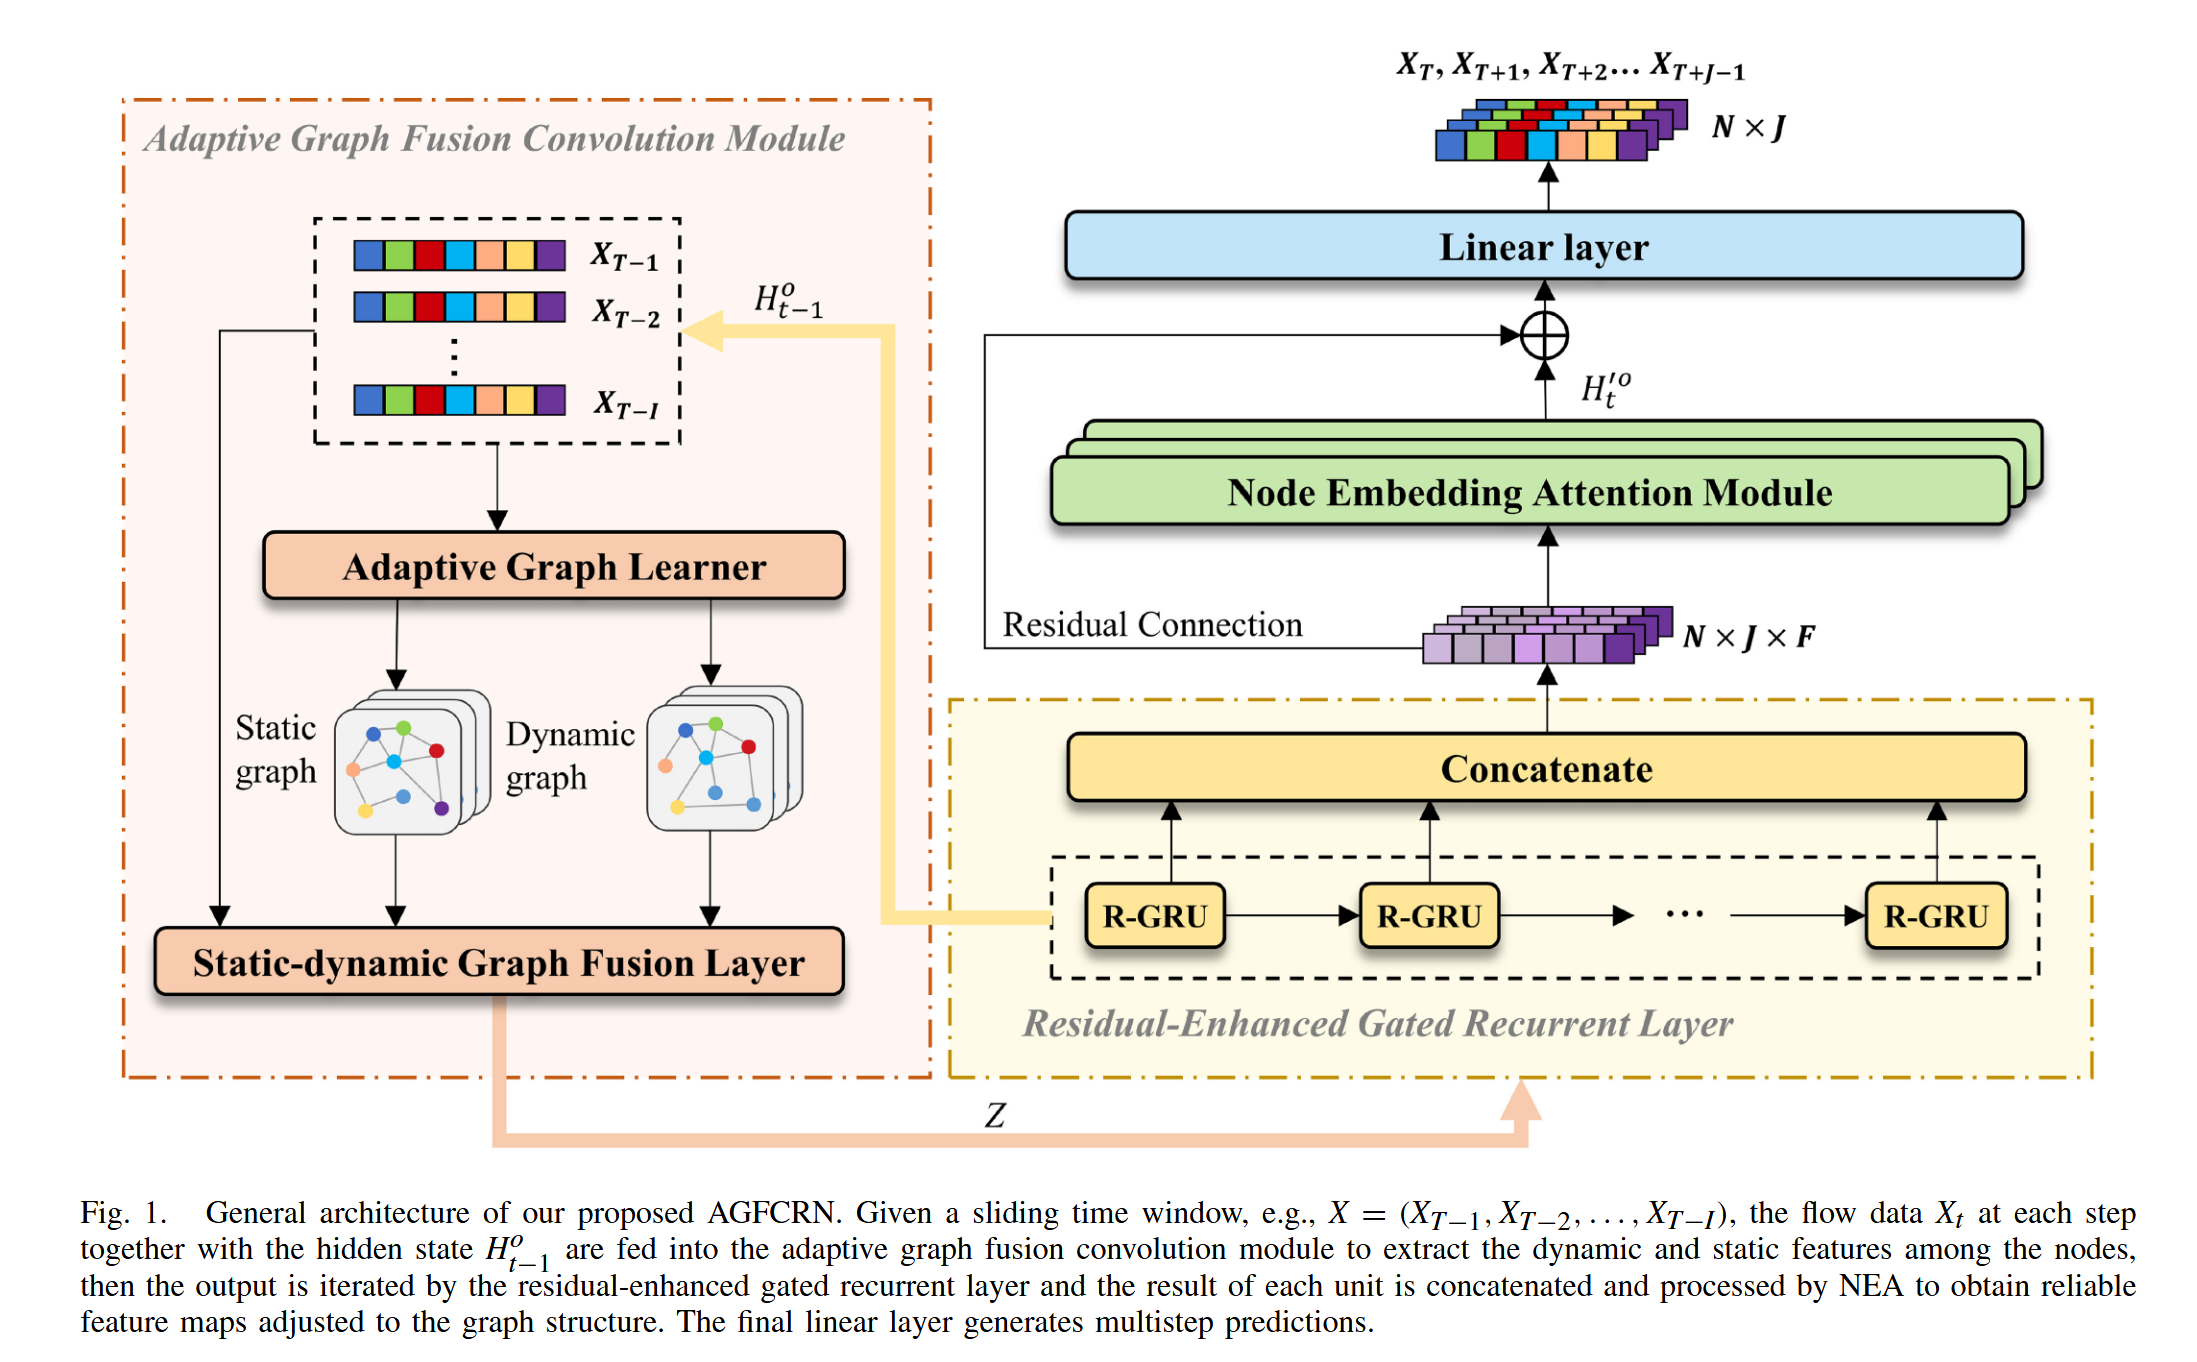 X_T, X_{T+1}, X_{T+2}... X_{T+J-1}
N × J
Adaptive Graph Fusion Convolution Module
X_{T-1}
X_{T-2}
⋮
X_{T-I}
H^o_{t-1}
Linear layer
H'^o_t
Node Embedding Attention Module
Adaptive Graph Learner
Residual Connection
N × J × F
Static
graph
Dynamic
graph
Concatenate
R-GRU
R-GRU
...
R-GRU
Static-dynamic Graph Fusion Layer
Residual-Enhanced Gated Recurrent Layer
Z
Fig. 1. General architecture of our proposed AGFCRN. Given a sliding time window, e.g., X = (X_{T-1}, X_{T-2}, ..., X_{T-I}), the flow data X_t at each step
together with the hidden state H^o_{t-1} are fed into the adaptive graph fusion convolution module to extract the dynamic and static features among the nodes,
then the output is iterated by the residual-enhanced gated recurrent layer and the result of each unit is concatenated and processed by NEA to obtain reliable
feature maps adjusted to the graph structure. The final linear layer generates multistep predictions.